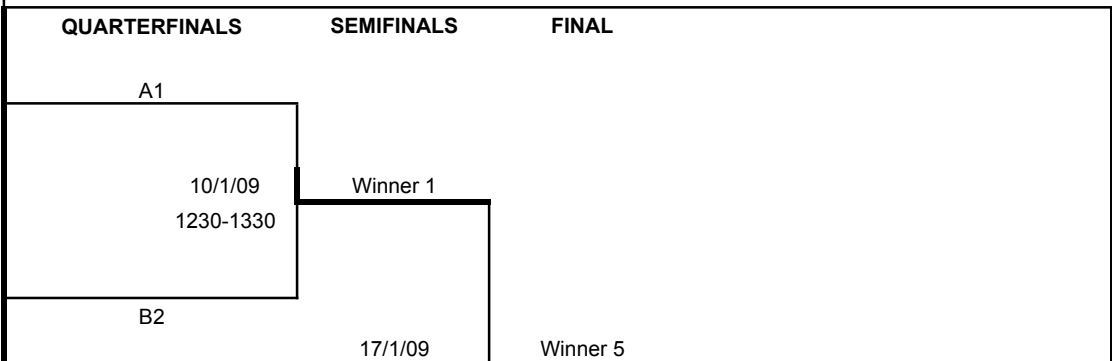 QUARTERFINALS SEMIFINALS FINAL
A1
10/1/09 Winner 1
1230-1330
B2
17/1/09 Winner 5